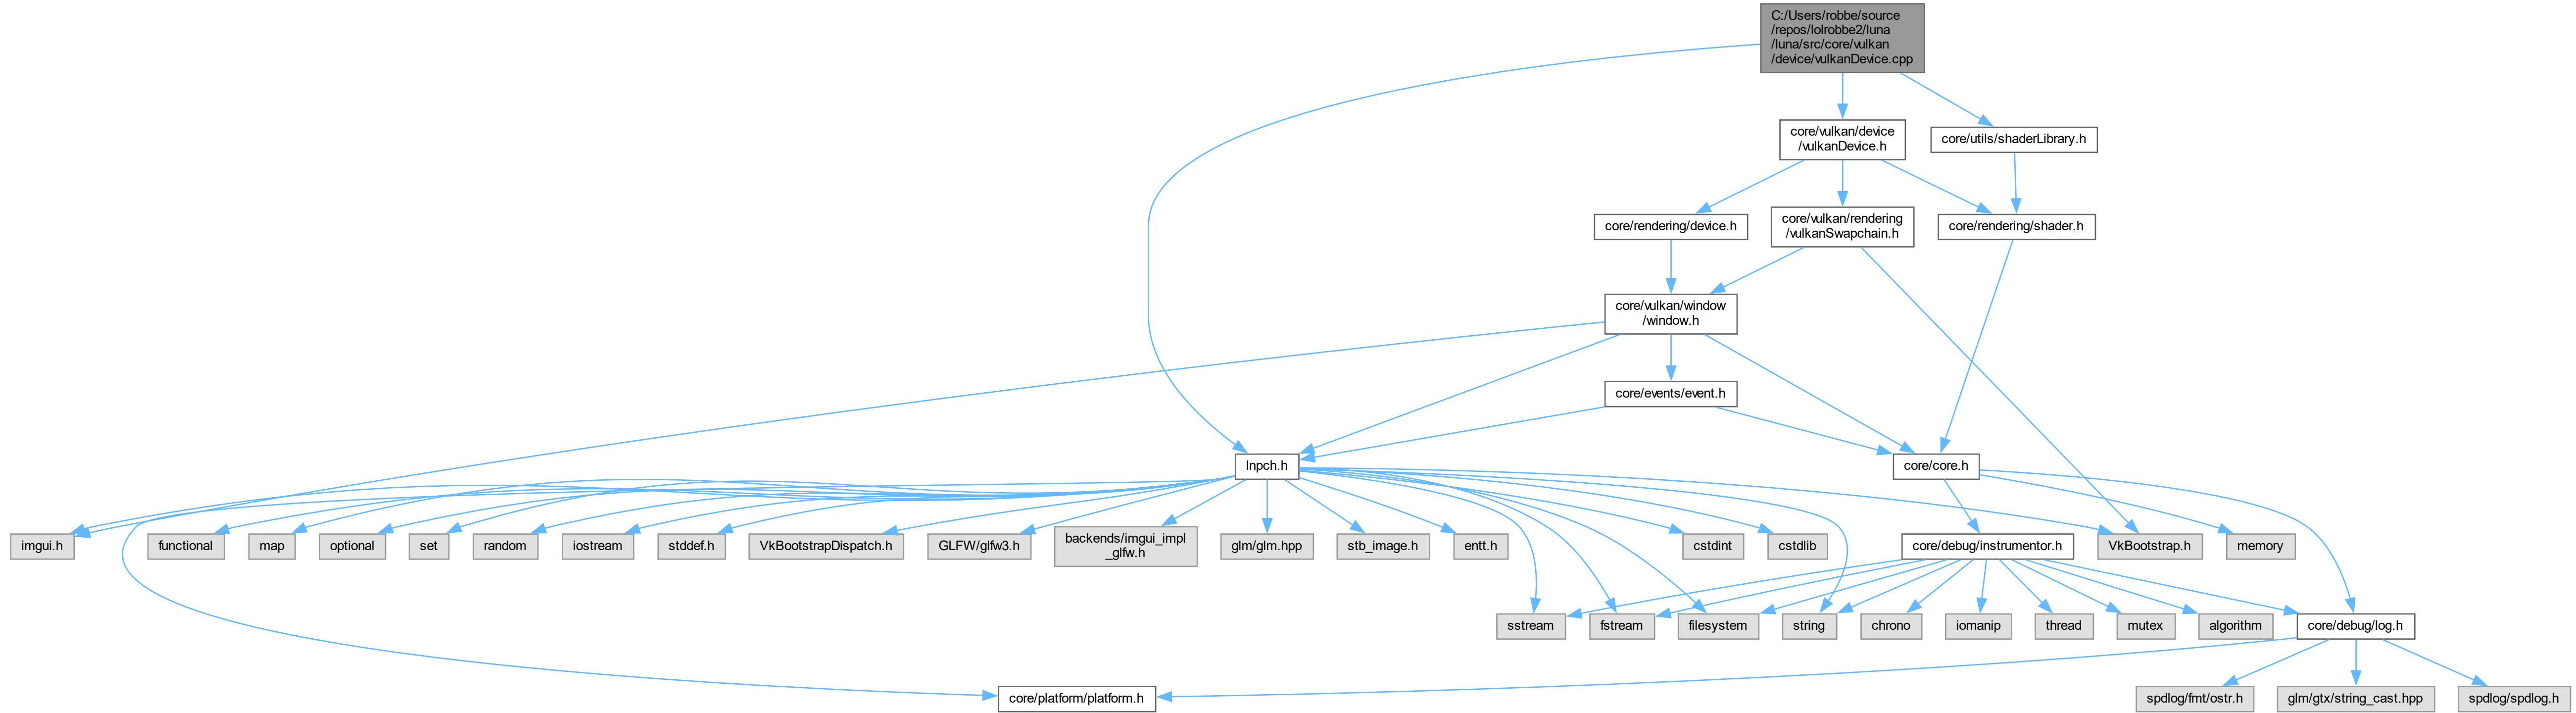 C:/Users/robbe/source
/repos/lolrobbe2/luna
/luna/src/core/vulkan
/device/vulkanDevice.cpp
core/vulkan/device
/vulkanDevice.h
core/utils/shaderLibrary.h
core/rendering/device.h
core/vulkan/rendering
/vulkanSwapchain.h
core/rendering/shader.h
core/vulkan/window
/window.h
core/events/event.h
lnpch.h
core/core.h
imgui.h
functional
map
optional
set
random
iostream
stddef.h
VkBootstrapDispatch.h
GLFW/glfw3.h
backends/imgui_impl
_glfw.h
glm/glm.hpp
stb_image.h
entt.h
cstdint
cstdlib
core/debug/instrumentor.h
VkBootstrap.h
memory
sstream
fstream
filesystem
string
chrono
iomanip
thread
mutex
algorithm
core/debug/log.h
core/platform/platform.h
spdlog/fmt/ostr.h
glm/gtx/string_cast.hpp
spdlog/spdlog.h